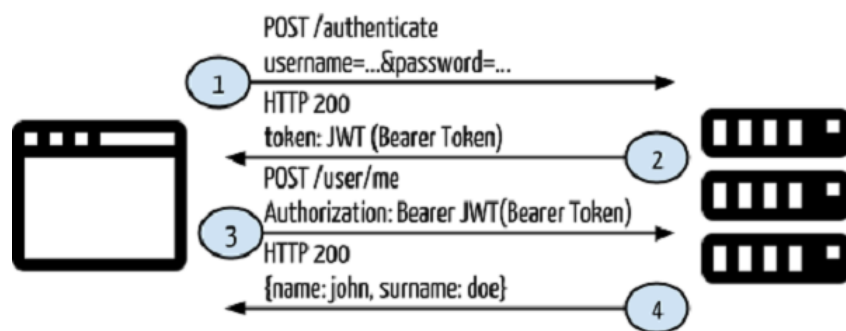 POST /authenticate
username=...&password=...
1
HTTP 200
token: JWT (Bearer Token)
2
POST /user/me
Authorization: Bearer JWT(Bearer Token)
3
HTTP 200
{name: john, surname: doe}
4